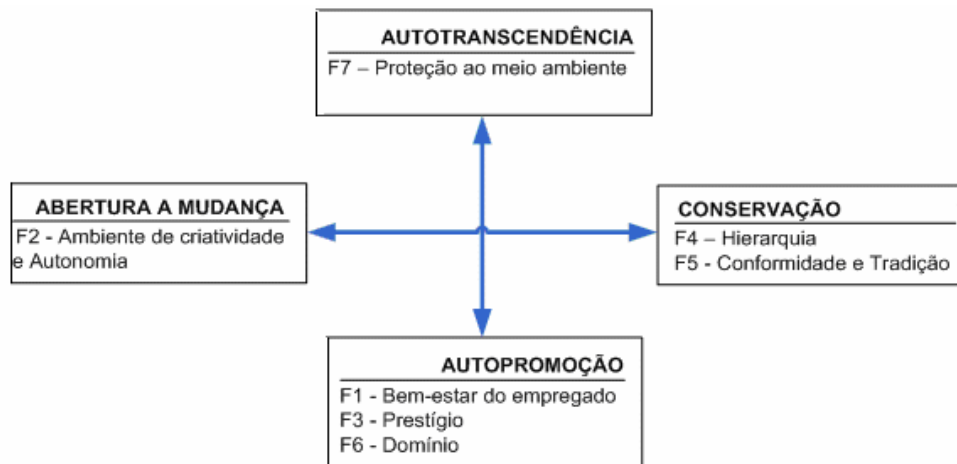 AUTOTRANSCENDÊNCIA
F7 – Proteção ao meio ambiente
ABERTURA A MUDANÇA
F2 - Ambiente de criatividade
e Autonomia
CONSERVAÇÃO
F4 – Hierarquia
F5 - Conformidade e Tradição
AUTOPROMOÇÃO
F1 - Bem-estar do empregado
F3 - Prestígio
F6 - Domínio